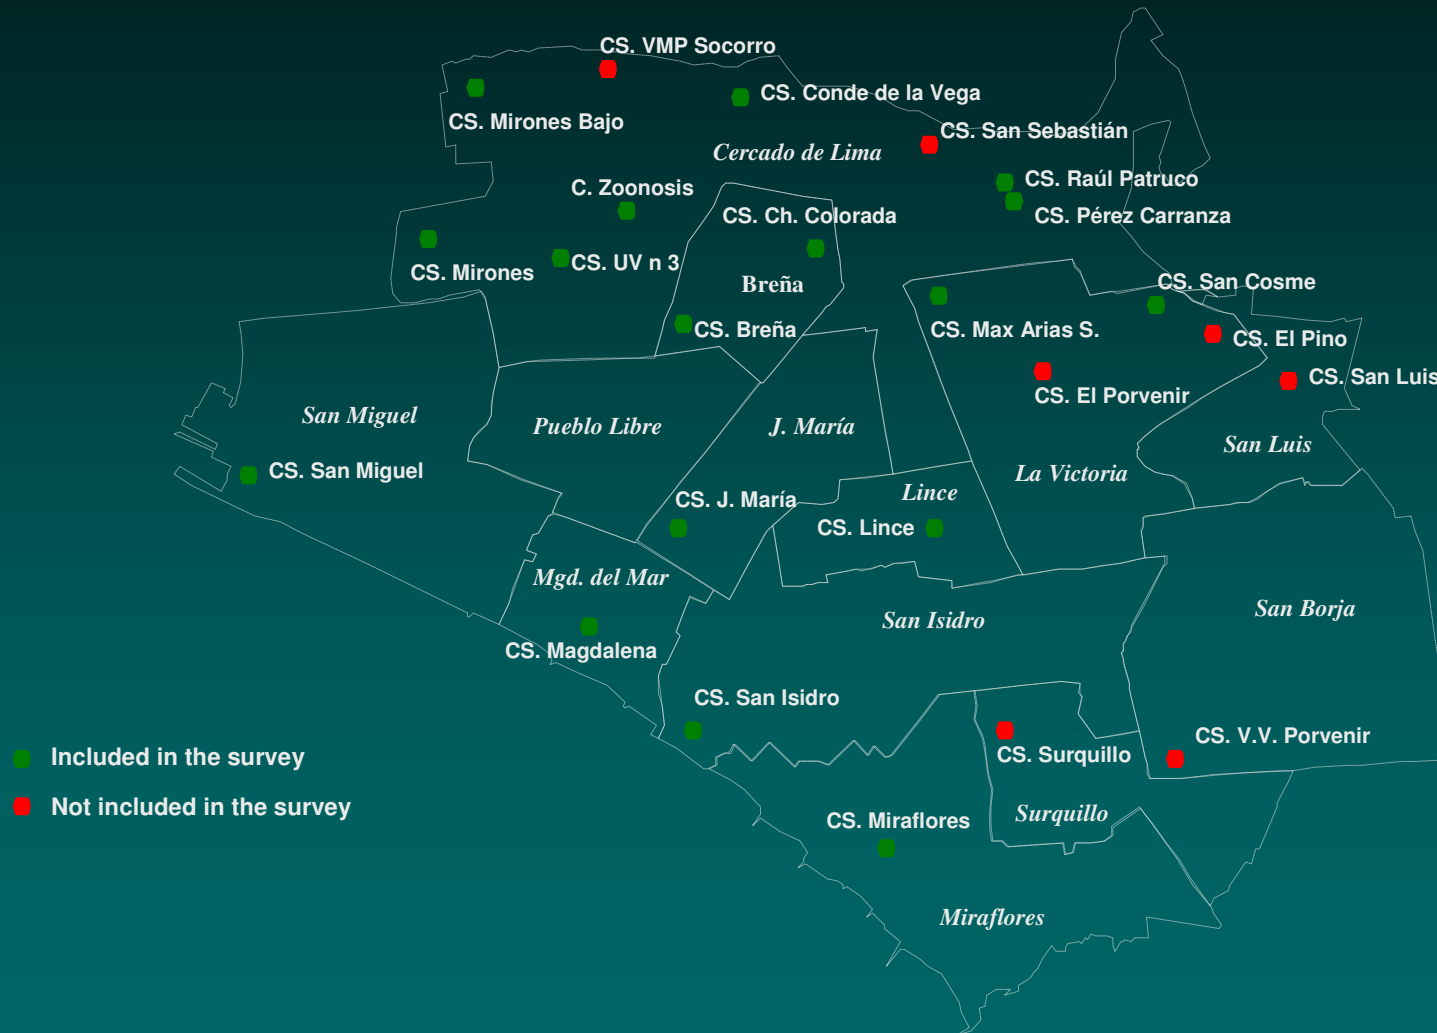 CS. VMP Socorro
CS. Conde de la Vega
CS. Mirones Bajo
CS. San Sebastián
Cercado de Lima
CS. Raúl Patruco
C. Zoonosis
CS. Ch. Colorada
CS. Pérez Carranza
CS. UV n 3
CS. Mirones
Breña
CS. San Cosme
CS. Breña
CS. Max Arias S.
CS. El Pino
CS. San Luis
CS. El Porvenir
San Miguel
Pueblo Libre
J. María
San Luis
CS. San Miguel
La Victoria
Lince
CS. J. María
CS. Lince
Mgd. del Mar
San Borja
San Isidro
CS. Magdalena
CS. San Isidro
CS. V.V. Porvenir
CS. Surquillo
Included in the survey
Not included in the survey
Surquillo
CS. Miraflores
Miraflores